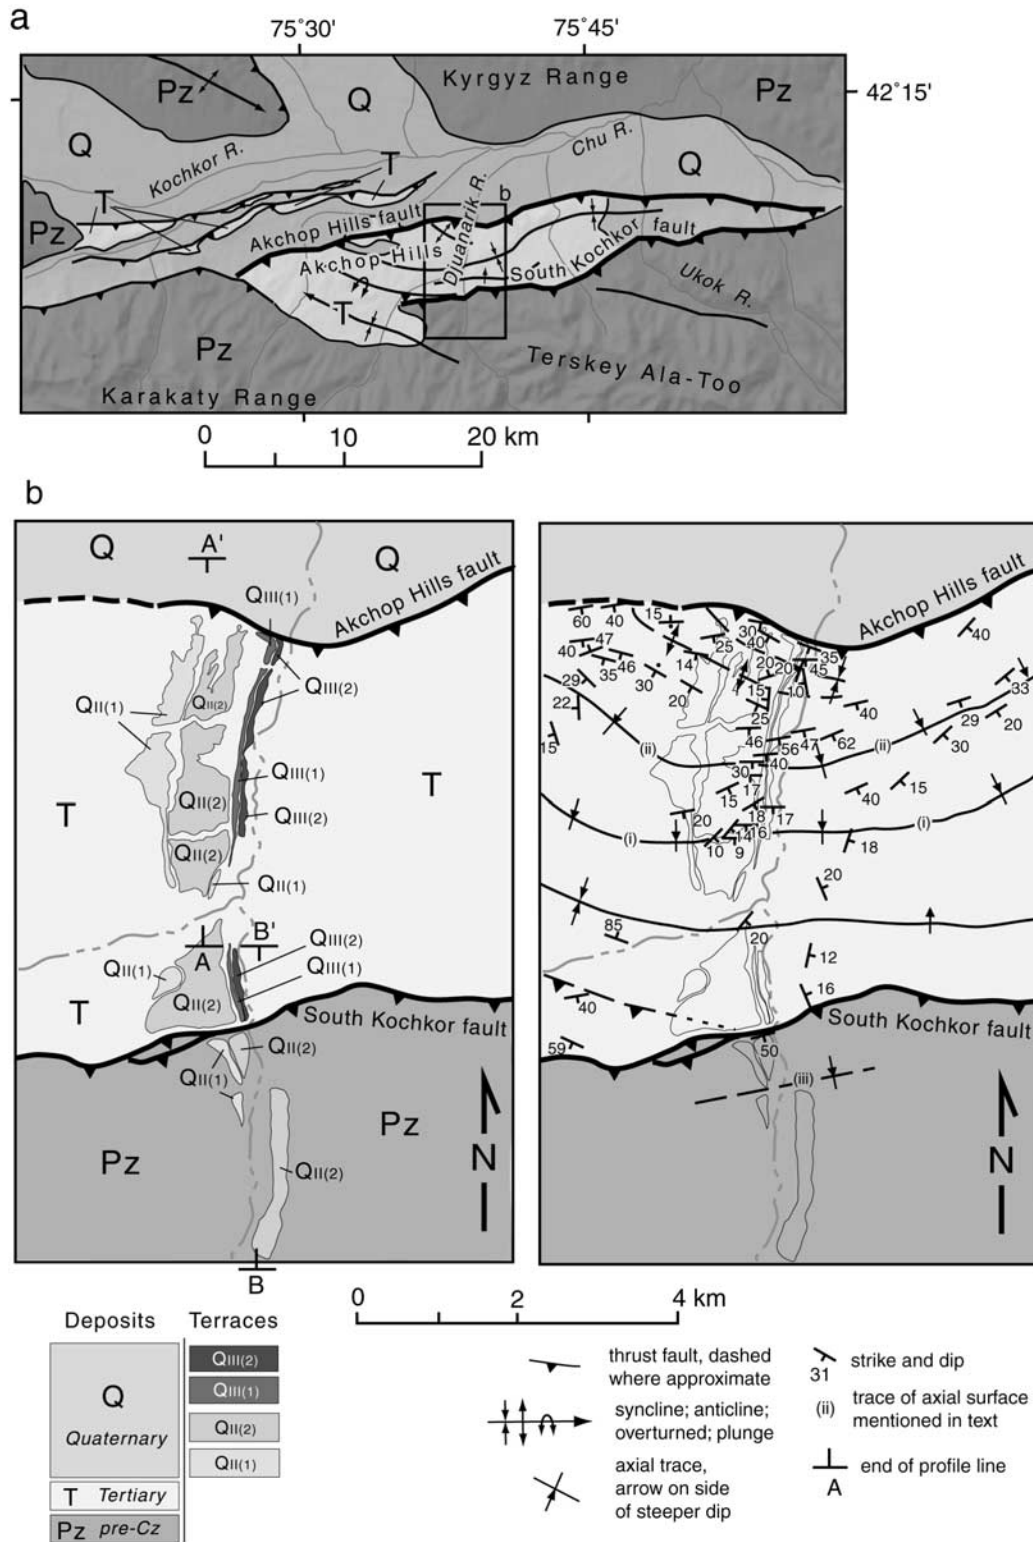 a
75°30'
75°45'
42°15'
Pz
Kyrgyz Range
Pz
Q
Q
Kochkor R.
T
T
Chu R.
Q
Pz
Akchop Hills fault
Djuanarik R.
b
Akchop Hills
South Kochkor fault
Ukok R.
T
Pz
Karakaty Range
Terskey Ala-Too
0 10 20 km
b
Q
A'
Q
QIII(1)
Akchop Hills fault
QIII(2)
QII(2)
QII(1)
QIII(1)
QII(2)
QIII(2)
T
T
QII(2)
QII(1)
B'
QIII(2)
A
QII(1)
QIII(1)
QII(2)
T
South Kochkor fault
QII(2)
QII(1)
Pz
Pz
QII(2)
N
B
Akchop Hills fault
60 40 15 30 40 35 40
47 25
40 46 14 20 20 45
35 30 10 33
29 20 15
22 25 40 29 20
15 (ii) 46 56 47 62 (ii) 30
30 40
17 15
15 40
20 18 17
(i) 14 16 (i)
10 9 18
20
85 20
12
16
40
South Kochkor fault
59 50
(iii)
N
0 2 4 km
Deposits
Terraces
Q
Quaternary
T Tertiary
Pz pre-Cz
QIII(2)
QIII(1)
QII(2)
QII(1)
thrust fault, dashed
where approximate
syncline; anticline;
overturned; plunge
axial trace,
arrow on side
of steeper dip
31
strike and dip
(ii)
trace of axial surface
mentioned in text
A
end of profile line